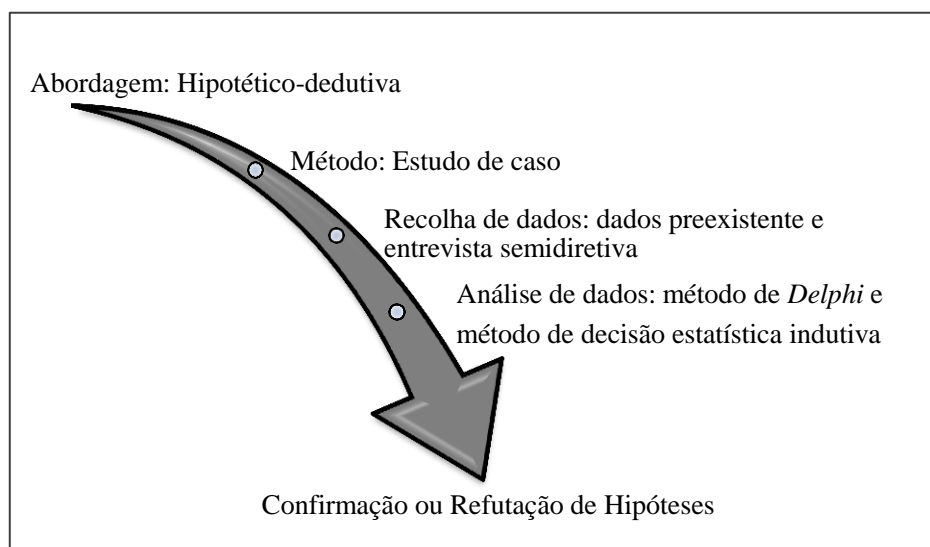 Abordagem: Hipotético-dedutiva
Método: Estudo de caso
Recolha de dados: dados preexistente e
entrevista semidiretiva
Análise de dados: método de Delphi e
método de decisão estatística indutiva
Confirmação ou Refutação de Hipóteses